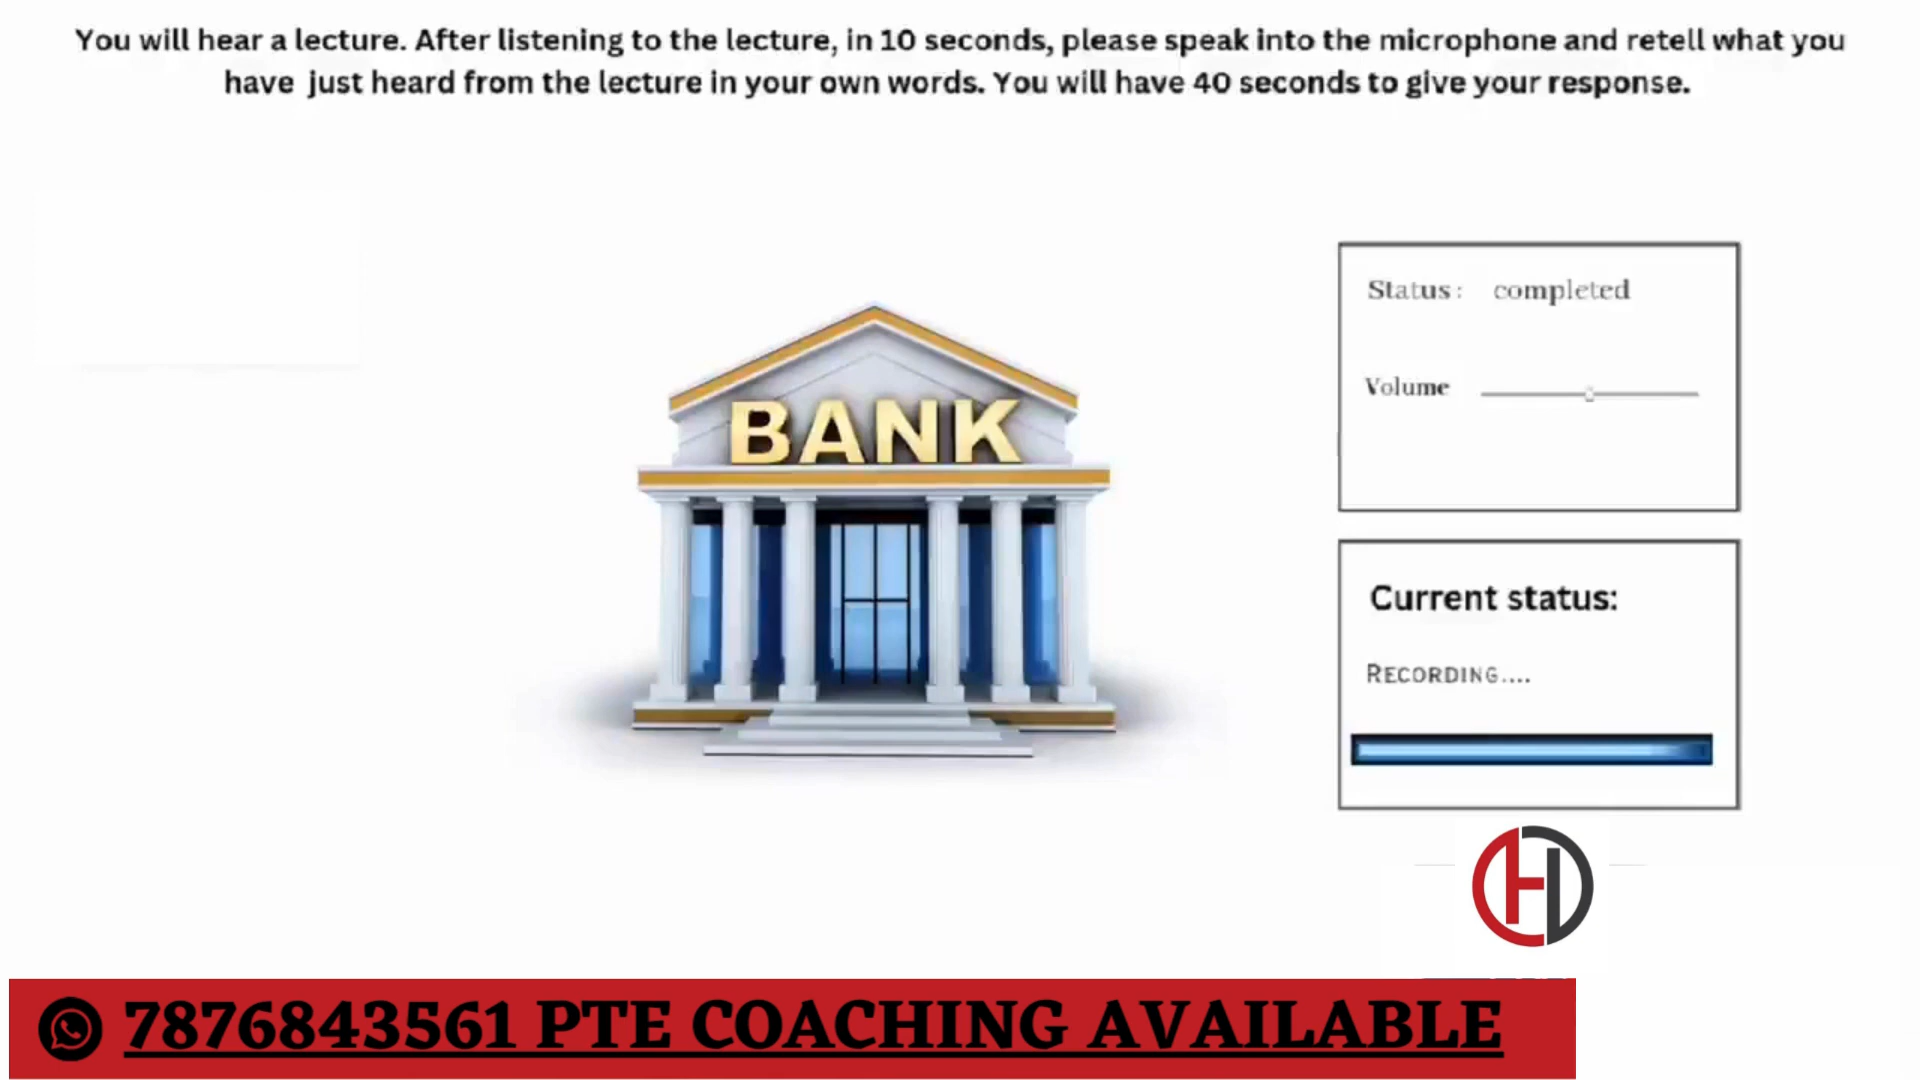 You will hear a lecture. After listening to the lecture, in 10 seconds, please speak into the microphone and retell what you
have just heard from the lecture in your own words. You will have 40 seconds to give your response.
BANK
Status: completed
Volume
Current status:
RECORDING....
7876843561 PTE COACHING AVAILABLE